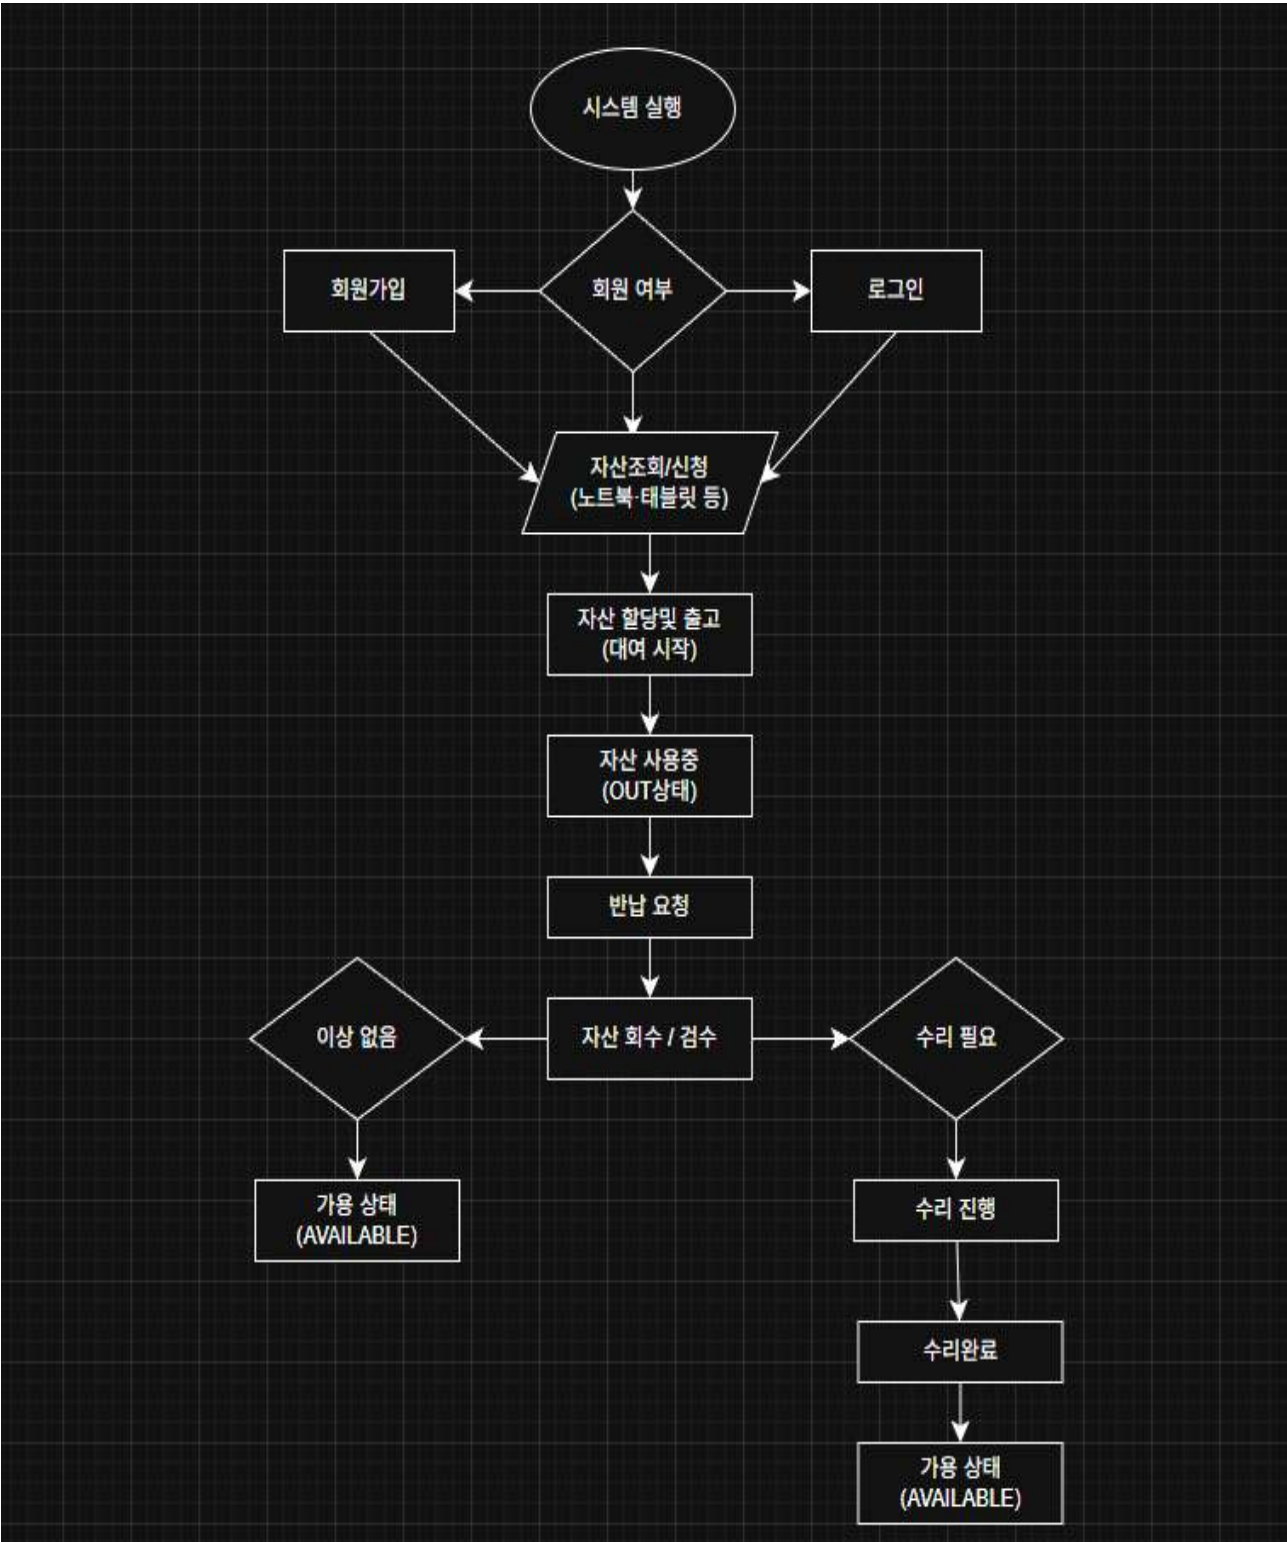 시스템 실행
회원가입
회원 여부
로그인
자산조회/신청
(노트북·태블릿 등)
자산 할당및 출고
(대여 시작)
자산 사용중
(OUT상태)
반납 요청
이상 없음
자산 회수 / 검수
수리 필요
가용 상태
(AVAILABLE)
수리 진행
수리완료
가용 상태
(AVAILABLE)